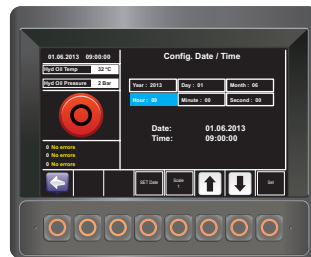 01.06.2013 09:00:00
Config. Date / Time
Hyd Oil Temp 32 °C
Hyd Oil Pressure 2 Bar
Year : 2013 Day : 01 Month : 06
Hour : 09 Minute : 00 Second : 00
Date: 01.06.2013
Time: 09:00:00
0 No errors
0 No errors
0 No errors
SET Date
Scale
1
Set